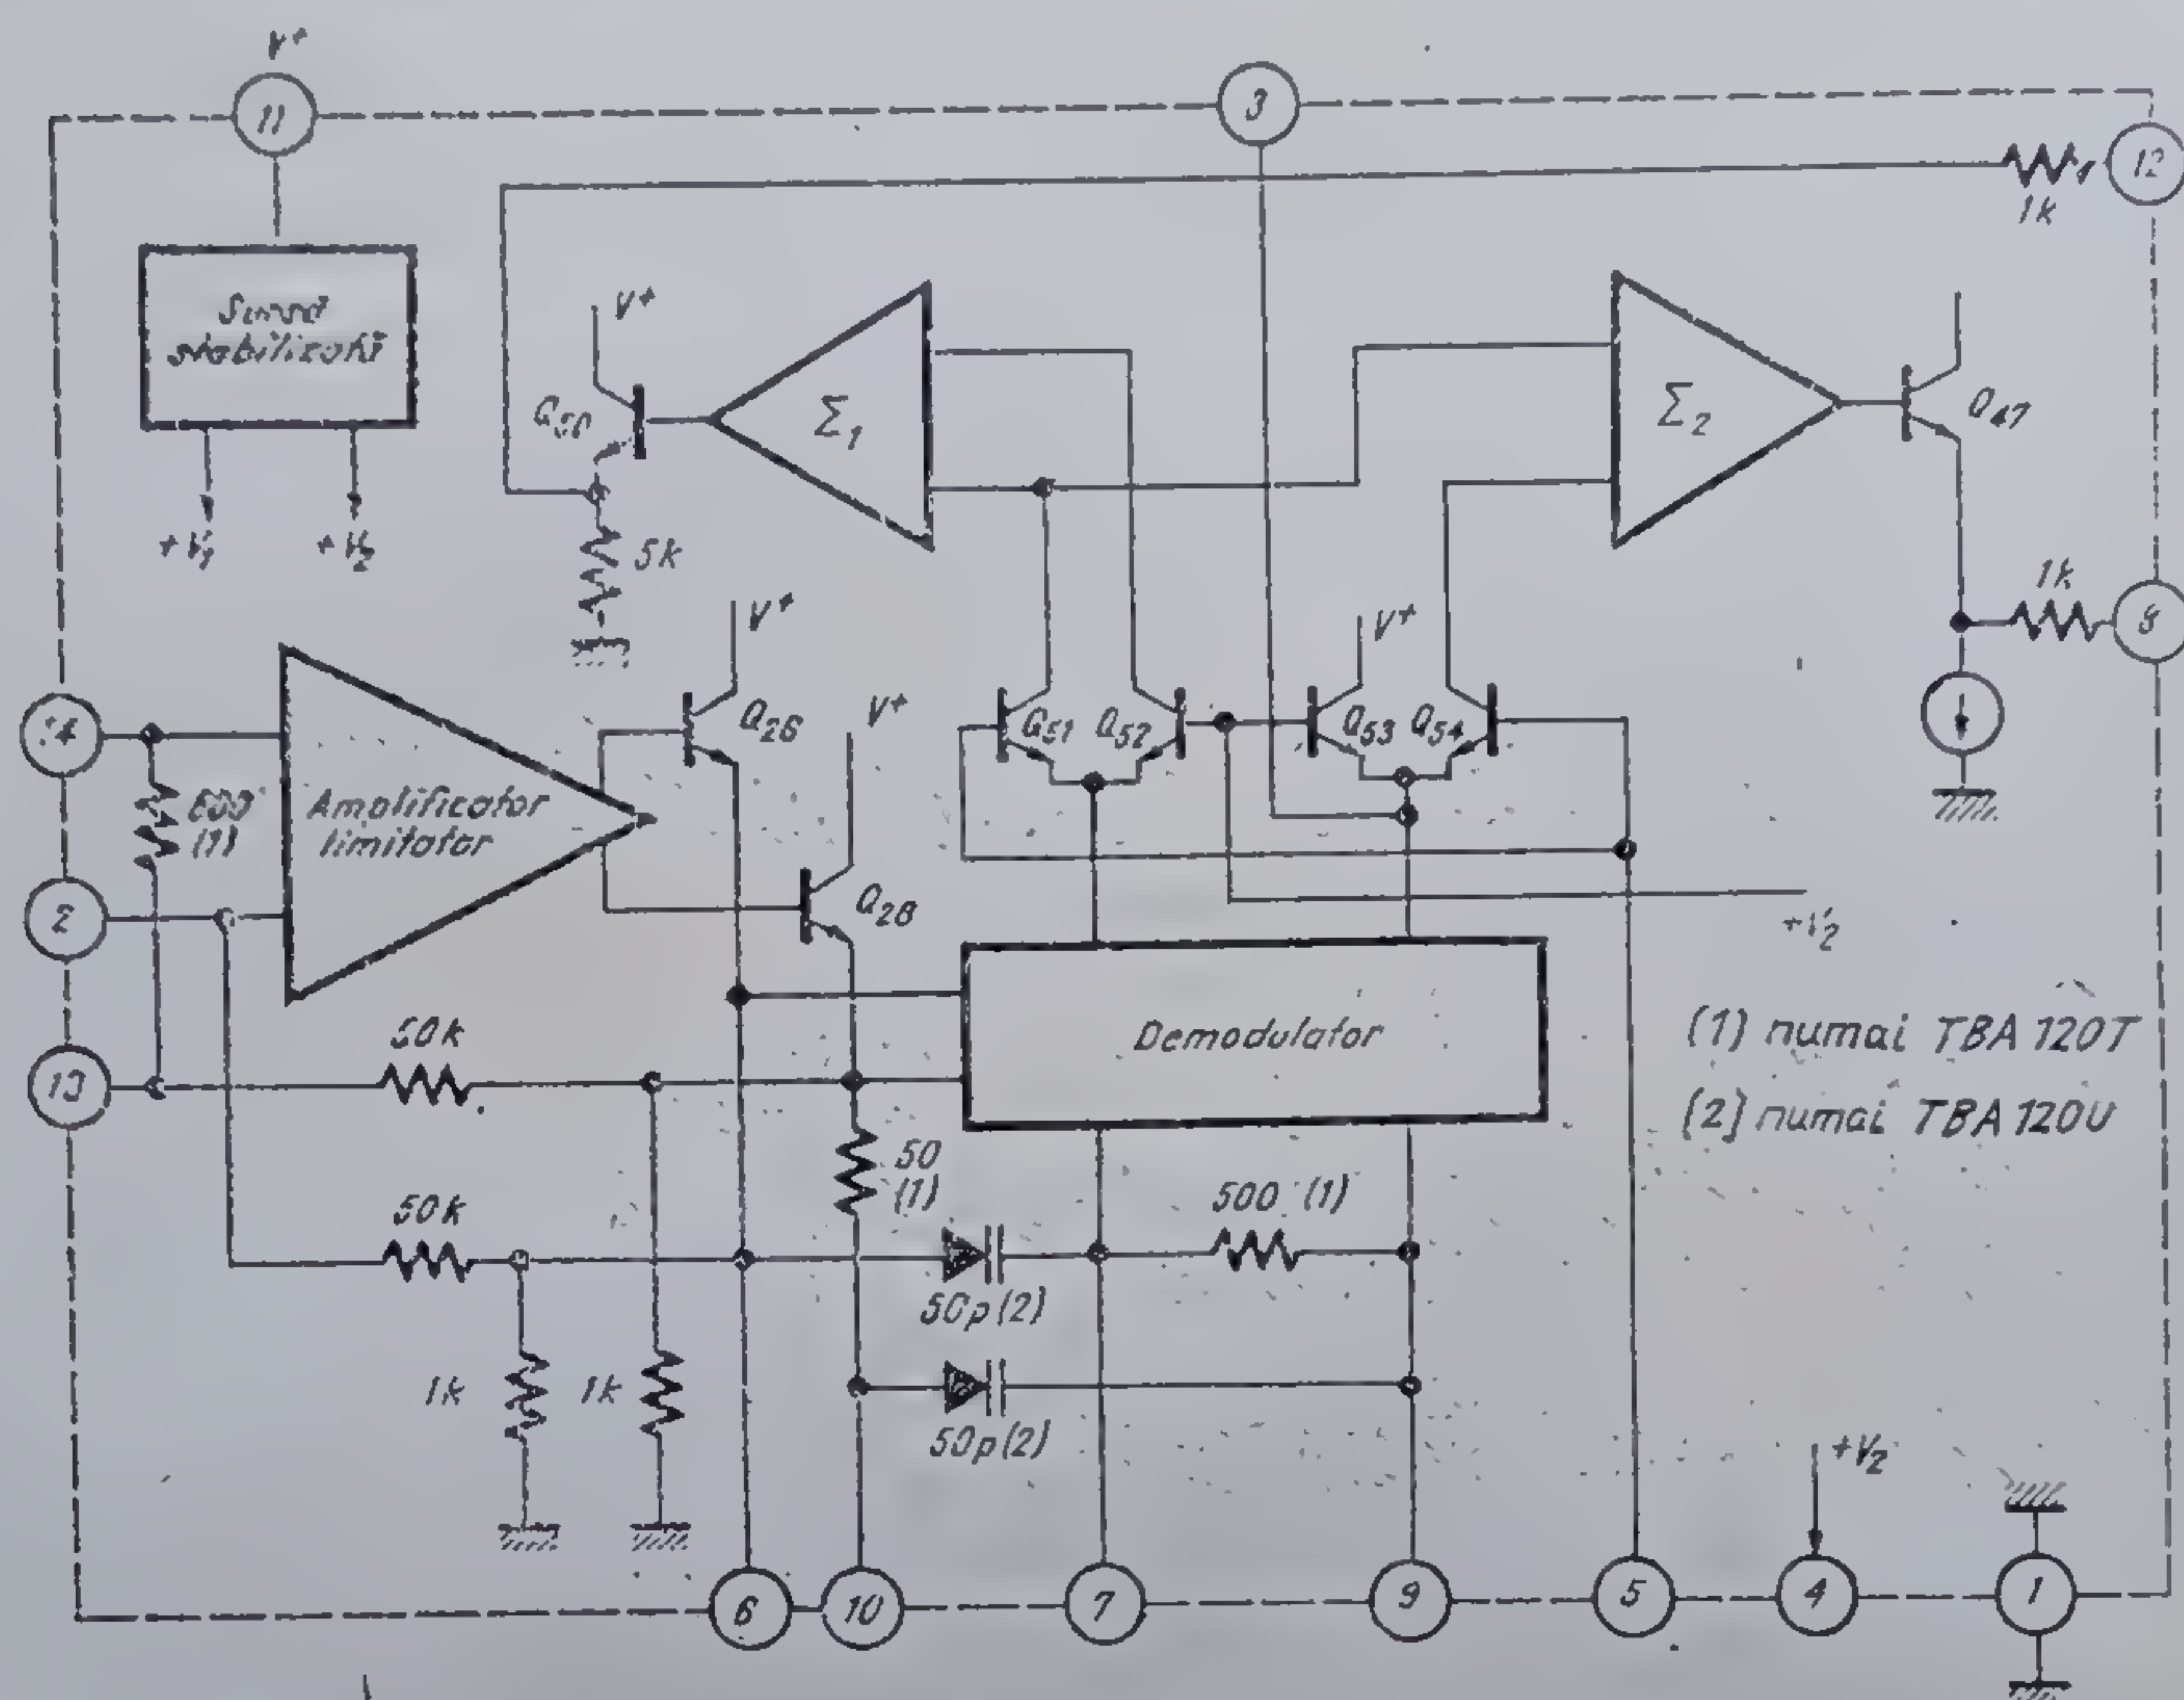 V+
11
3
12
1k
Sursă
stabilizată
+V1
+V2
V+
Q50
Σ1
Σ2
Q47
5k
1k
8
V+
V+
V+
14
Q26
Q51
Q52
Q53
Q54
(1)
Amplificator
limitator
2
Q28
+V2
13
50k
Demodulator
(1) numai TBA 120T
(2) numai TBA 120U
50
(1)
50k
500 (1)
50p(2)
1k
1k
50p(2)
+V2
6
10
7
9
5
4
1